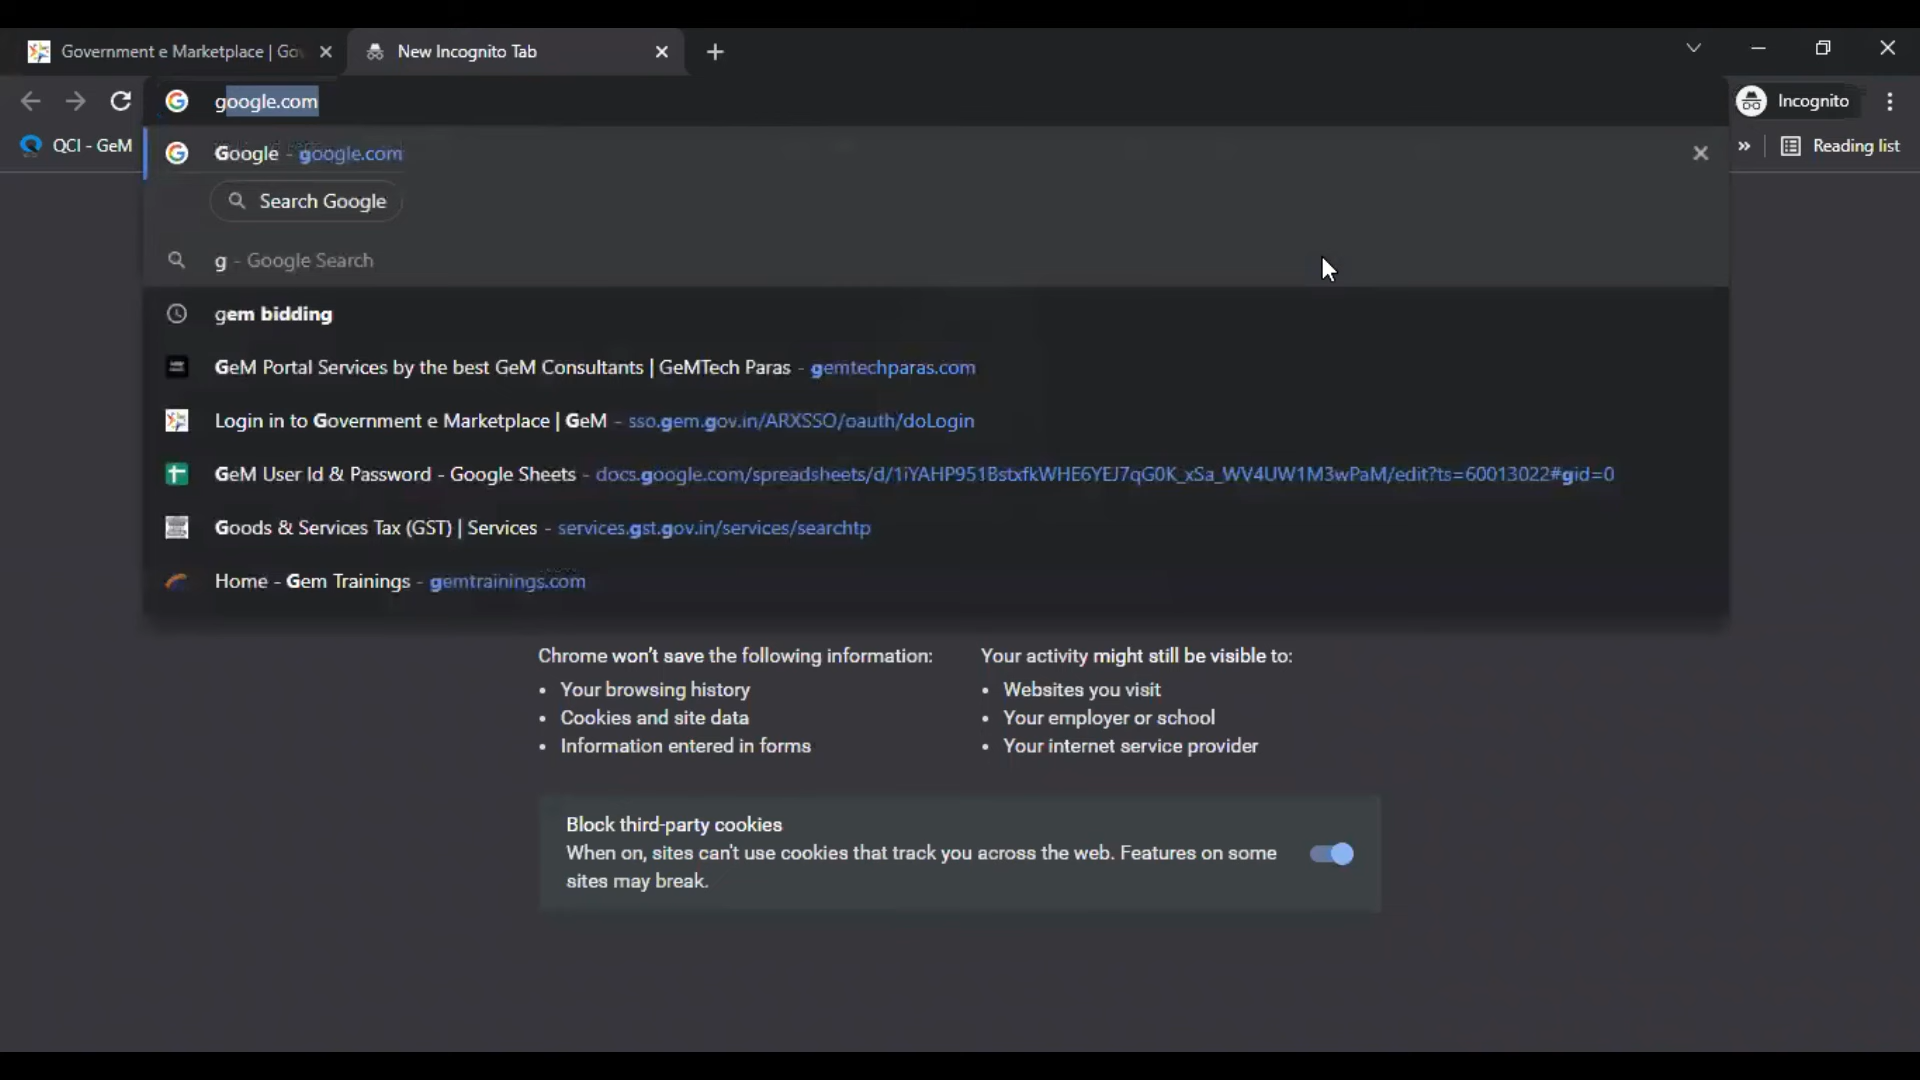 Government e Marketplace | Go
New Incognito Tab
google.com
Incognito
QCI - GeM
Google - google.com
» Reading list
Search Google
g - Google Search
gem bidding
GeM Portal Services by the best GeM Consultants | GeMTech Paras - gemtechparas.com
Login in to Government e Marketplace | GeM - sso.gem.gov.in/ARXSSO/oauth/doLogin
GeM User Id & Password - Google Sheets - docs.google.com/spreadsheets/d/1iYAHP951BstxfkWHE6YEJ7qG0K_xSa_WV4UW1M3wPaM/edit?ts=60013022#gid=0
Goods & Services Tax (GST) | Services - services.gst.gov.in/services/searchtp
Home - Gem Trainings - gemtrainings.com
Chrome won't save the following information:
• Your browsing history
• Cookies and site data
• Information entered in forms
Your activity might still be visible to:
• Websites you visit
• Your employer or school
• Your internet service provider
Block third-party cookies
When on, sites can't use cookies that track you across the web. Features on some
sites may break.